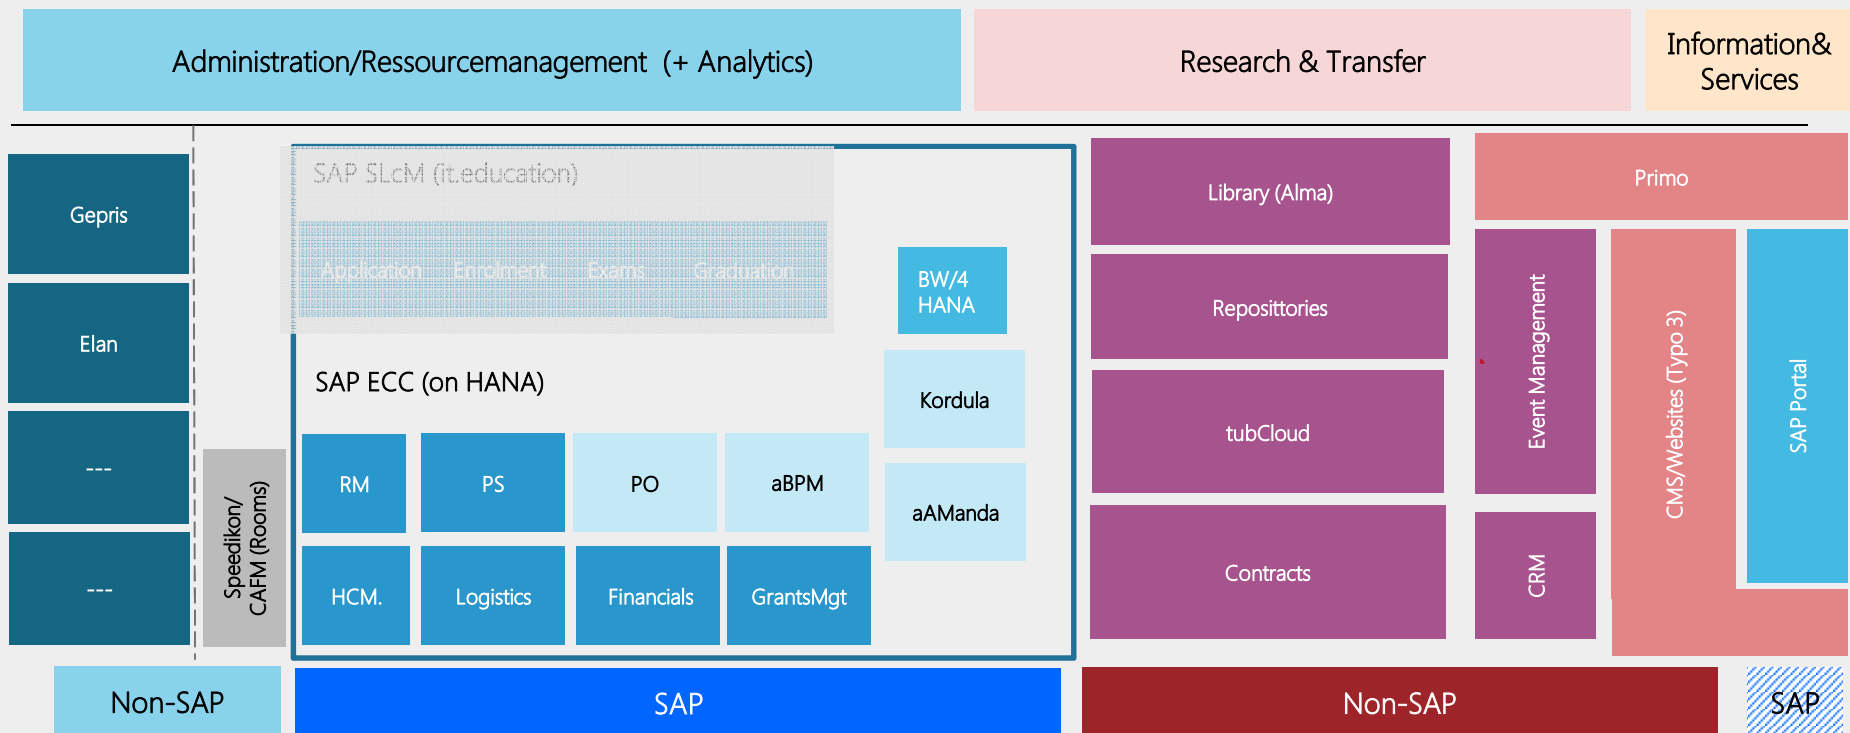 Administration/Ressourcemanagement (+ Analytics)
Research & Transfer
Information&
Services
Gepris
Elan
---
---
Speedikon/
CAFM (Rooms)
SAP SLcM (it.education)
Application
Enrolment
Exams
Graduation
BW/4
HANA
SAP ECC (on HANA)
Kordula
RM
PS
PO
aBPM
aAManda
HCM.
Logistics
Financials
GrantsMgt
Library (Alma)
Reposittories
tubCloud
Contracts
Primo
Event Management
CRM
CMS/Websites (Typo 3)
SAP Portal
Non-SAP
SAP
Non-SAP
SAP